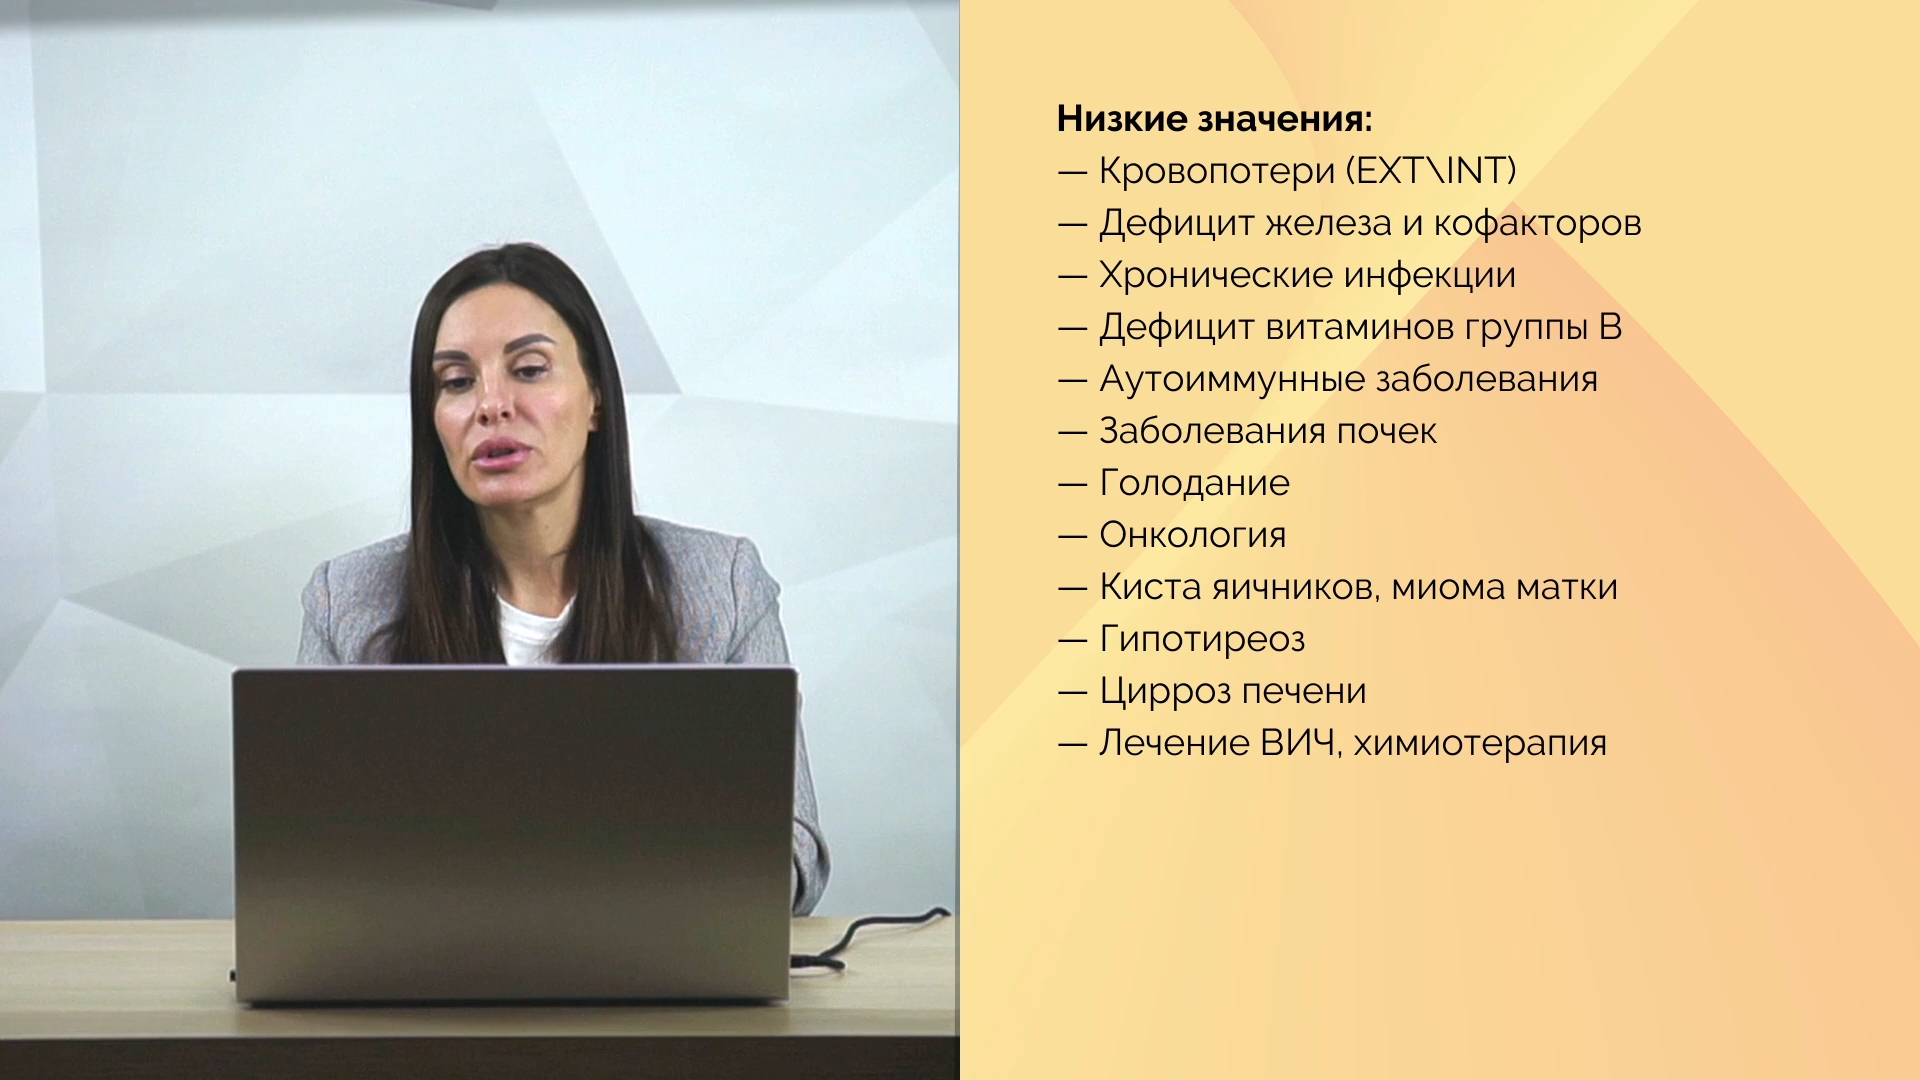 Низкие значения:
— Кровопотери (EXT\INT)
— Дефицит железа и кофакторов
— Хронические инфекции
— Дефицит витаминов группы В
— Аутоиммунные заболевания
— Заболевания почек
— Голодание
— Онкология
— Киста яичников, миома матки
— Гипотиреоз
— Цирроз печени
— Лечение ВИЧ, химиотерапия